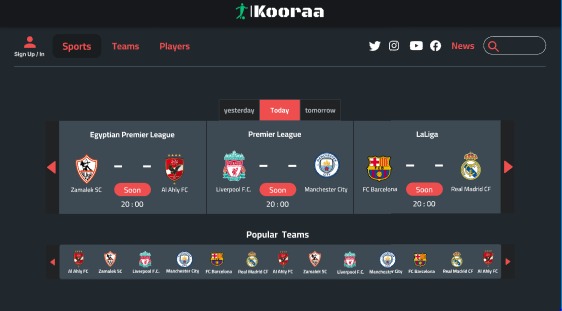 Kooraa
Sign Up / In
Sports
Teams
Players
News
yesterday
Today
tomorrow
Egyptian Premier League
Zamalek SC
- -
Soon
20 : 00
Al Ahly FC
Premier League
Liverpool F.C.
- -
Soon
20 : 00
Manchester City
LaLiga
FC Barcelona
- -
Soon
20 : 00
Real Madrid CF
Popular Teams
Al Ahly FC
Zamalek SC
Liverpool F.C.
Manchester City
FC Barcelona
Real Madrid CF
Al Ahly FC
Zamalek SC
Liverpool F.C.
Manchester City
FC Barcelona
Real Madrid CF
Al Ahly FC